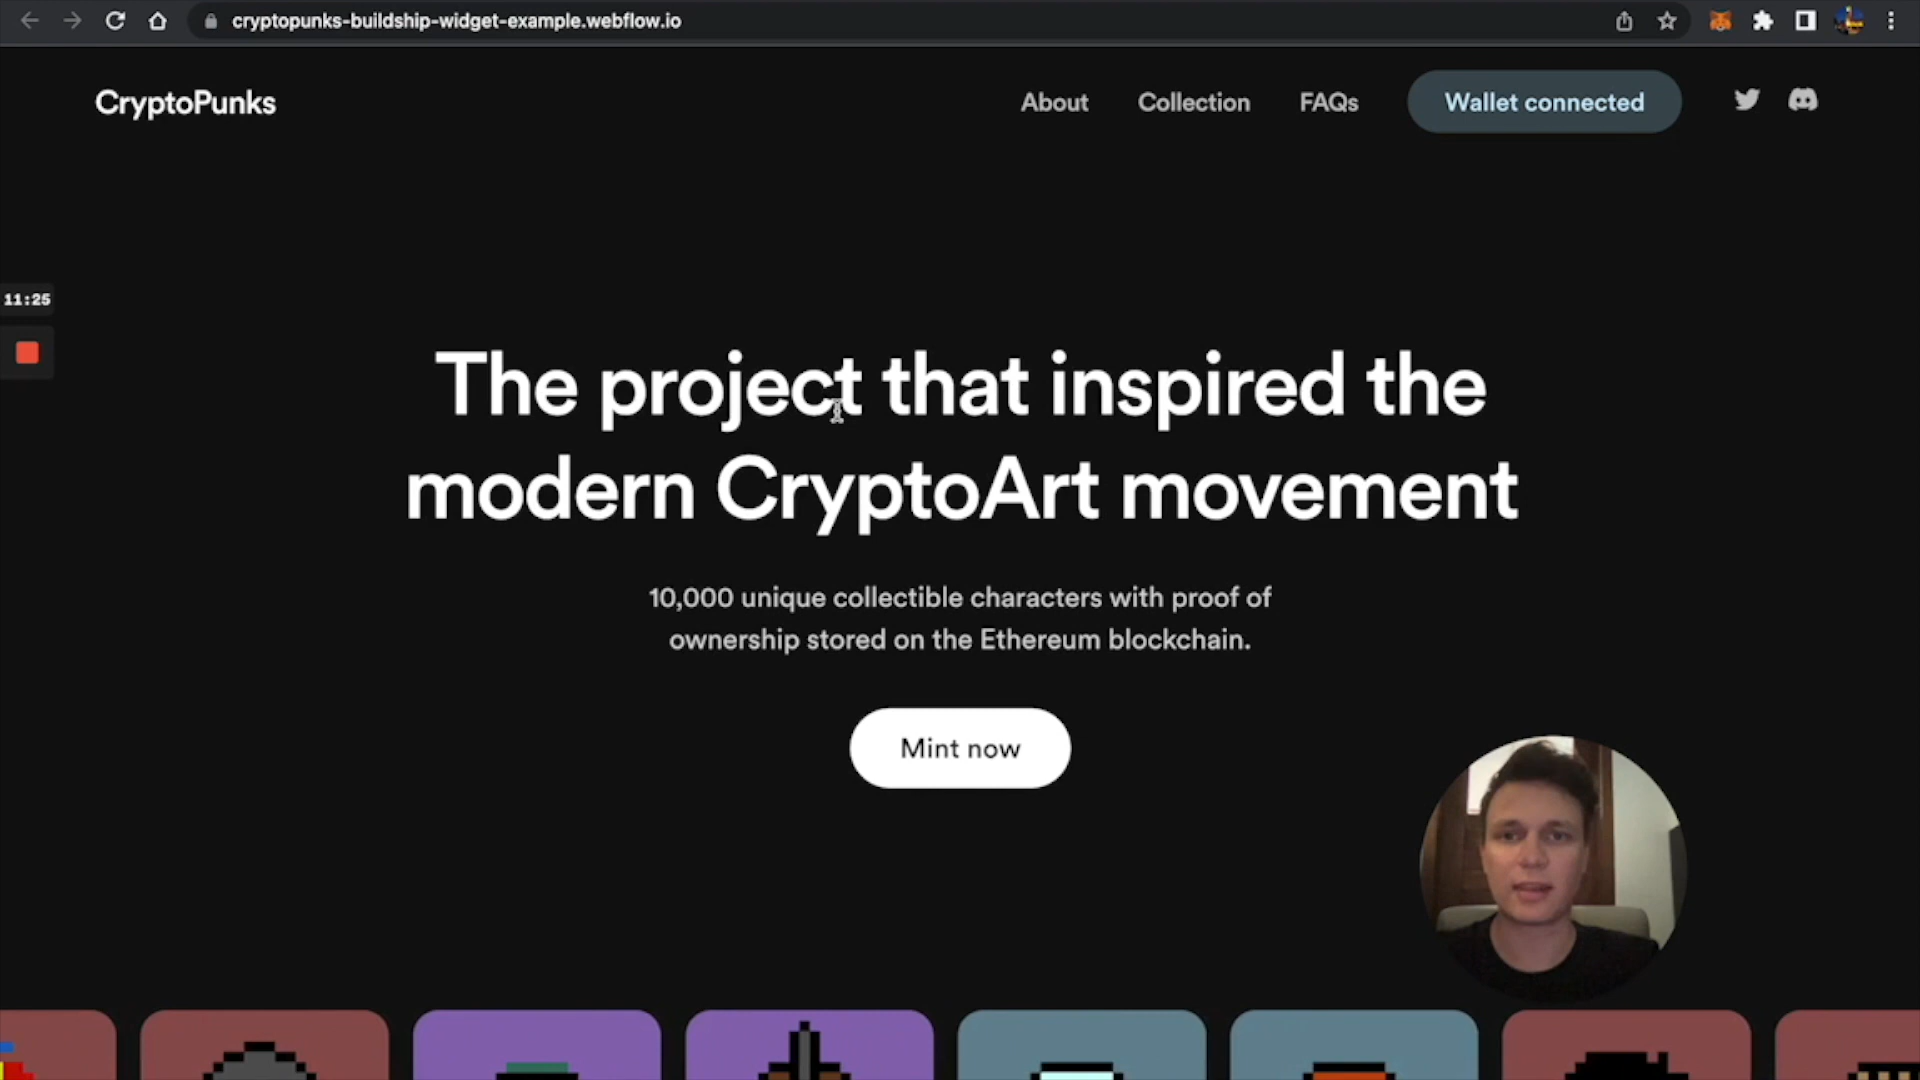 cryptopunks-buildship-widget-example.webflow.io
CryptoPunks
About
Collection
FAQs
Wallet connected
11:25
The project that inspired the
modern CryptoArt movement
10,000 unique collectible characters with proof of
ownership stored on the Ethereum blockchain.
Mint now